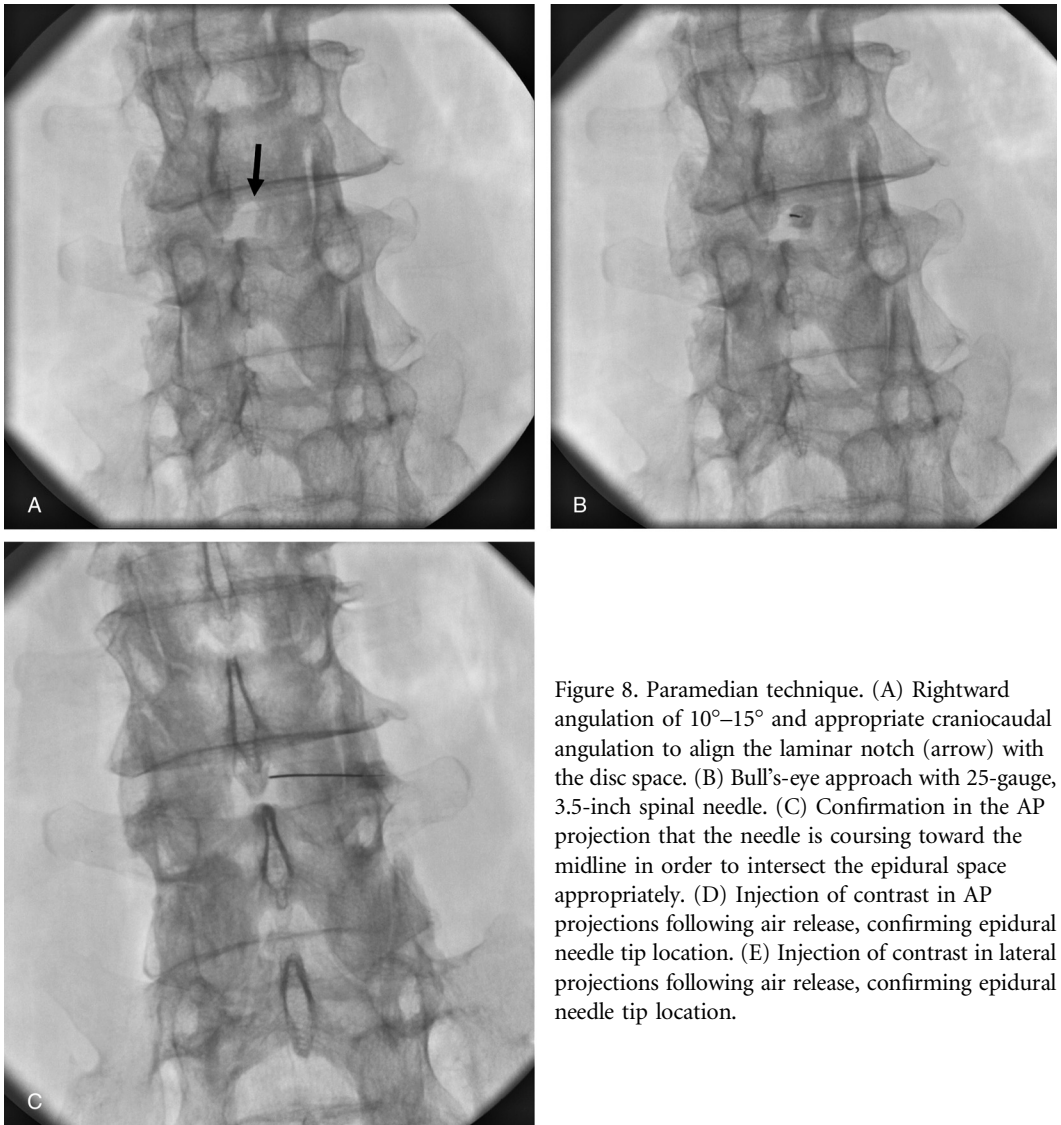 A
B
C
Figure 8. Paramedian technique. (A) Rightward
angulation of 10°–15° and appropriate craniocaudal
angulation to align the laminar notch (arrow) with
the disc space. (B) Bull's-eye approach with 25-gauge,
3.5-inch spinal needle. (C) Confirmation in the AP
projection that the needle is coursing toward the
midline in order to intersect the epidural space
appropriately. (D) Injection of contrast in AP
projections following air release, confirming epidural
needle tip location. (E) Injection of contrast in lateral
projections following air release, confirming epidural
needle tip location.